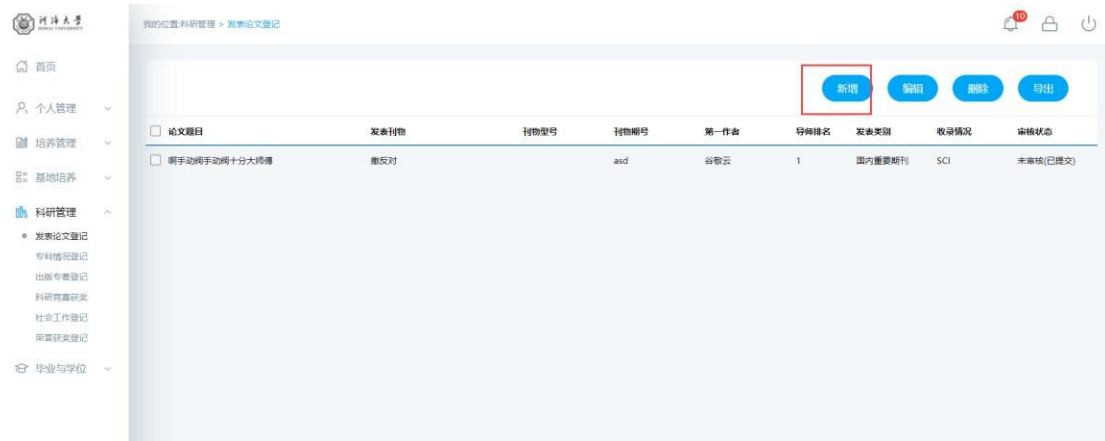 河海大学
HOHAI UNIVERSITY
我的位置:科研管理 > 发表论文登记
10
首页
个人管理
培养管理
基地培养
科研管理
发表论文登记
专利情况登记
出版专著登记
科研竞赛获奖
社会工作登记
荣誉获奖登记
毕业与学位
新增 编辑 删除 导出
论文题目 发表刊物 刊物型号 刊物期号 第一作者 导师排名 发表类别 收录情况 审核状态
啊手动阀手动阀十分大师傅 撤反对 asd 谷敬云 1 国内重要期刊 SCI 未审核(已提交)